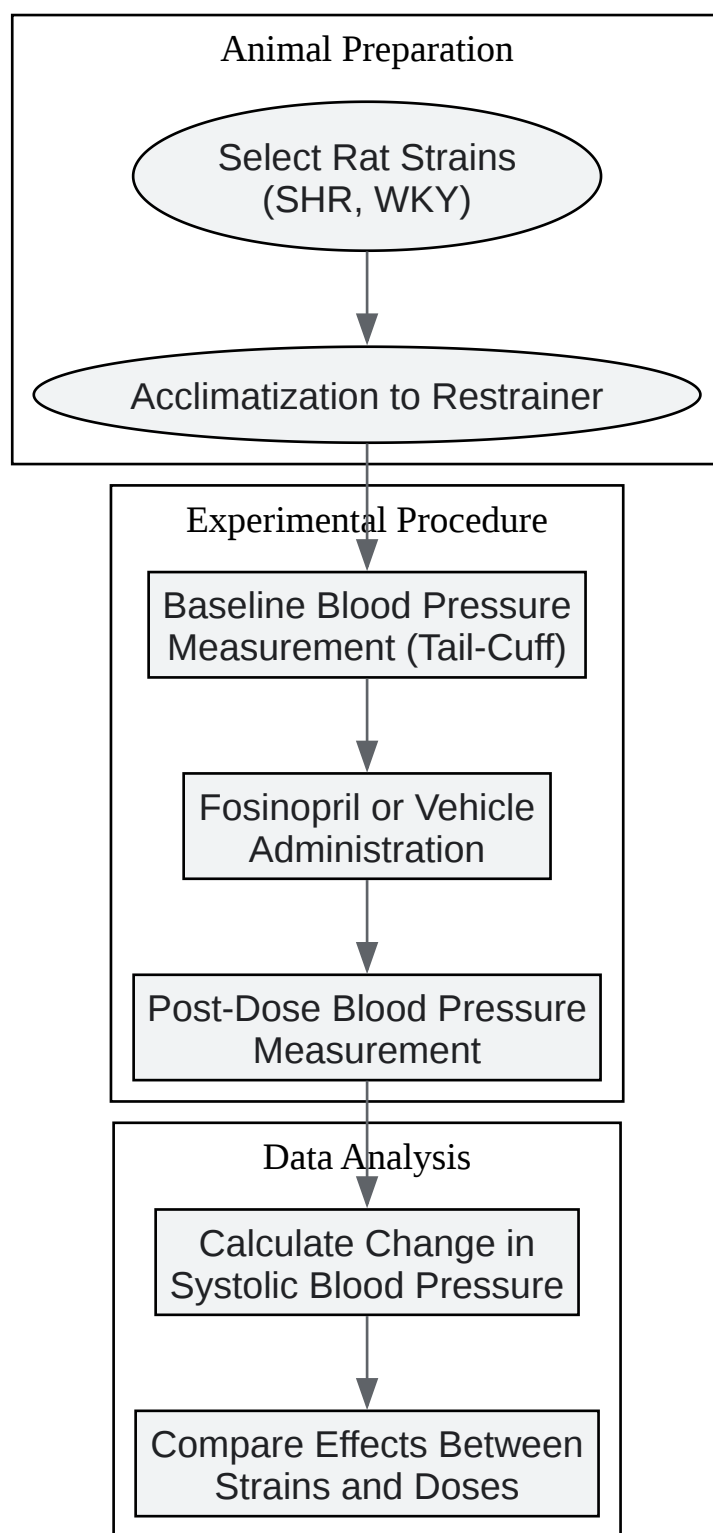 Animal Preparation
Select Rat Strains
(SHR, WKY)
Acclimatization to Restrainer
Experimental Procedure
Baseline Blood Pressure
Measurement (Tail-Cuff)
Fosinopril or Vehicle
Administration
Post-Dose Blood Pressure
Measurement
Data Analysis
Calculate Change in
Systolic Blood Pressure
Compare Effects Between
Strains and Doses